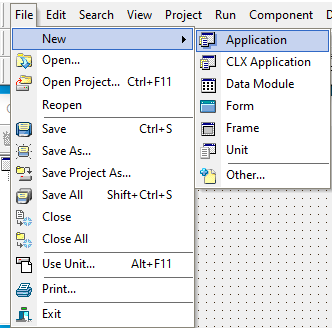 File Edit Search View Project Run Component
New
Open...
Open Project... Ctrl+F11
Reopen
Save Ctrl+S
Save As...
Save Project As...
Save All Shift+Ctrl+S
Close
Close All
Use Unit... Alt+F11
Print...
Exit
Application
CLX Application
Data Module
Form
Frame
Unit
Other...